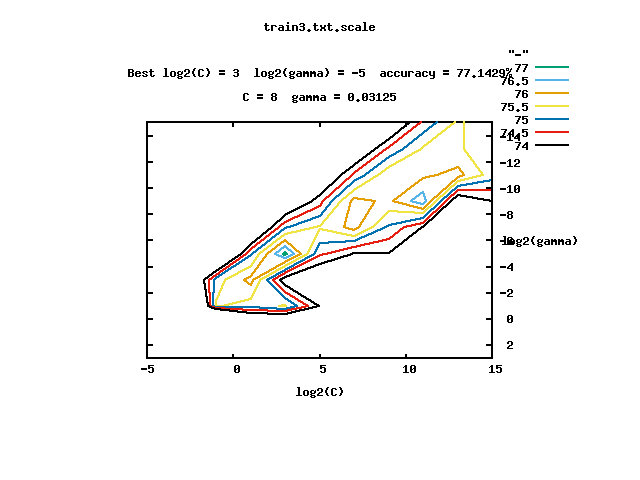 train3.txt.scale
"-"
Best log2(C) = 3  log2(gamma) = -5  accuracy = 77.1429%
C = 8  gamma = 0.03125
77
76.5
76
75.5
75
74.5
74
-14
-12
-10
-8
-6
log2(gamma)
-4
-2
0
2
-5 0 5 10 15
log2(C)